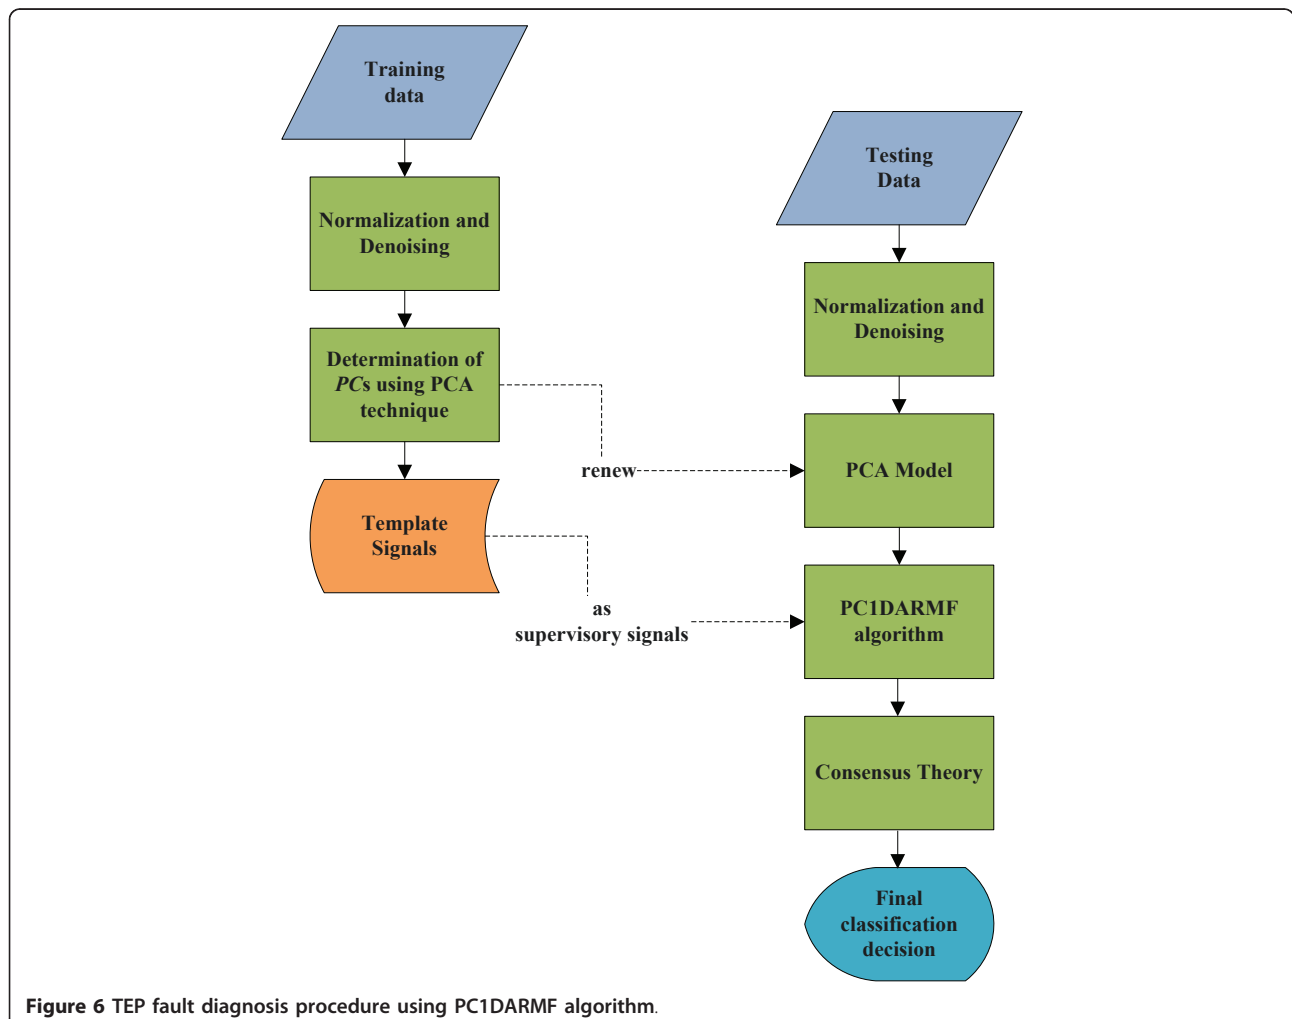 Training
data
Normalization and
Denoising
Determination of
PCs using PCA
technique
Template
Signals
renew
as
supervisory signals
Testing
Data
Normalization and
Denoising
PCA Model
PC1DARMF
algorithm
Consensus Theory
Final
classification
decision
Figure 6 TEP fault diagnosis procedure using PC1DARMF algorithm.